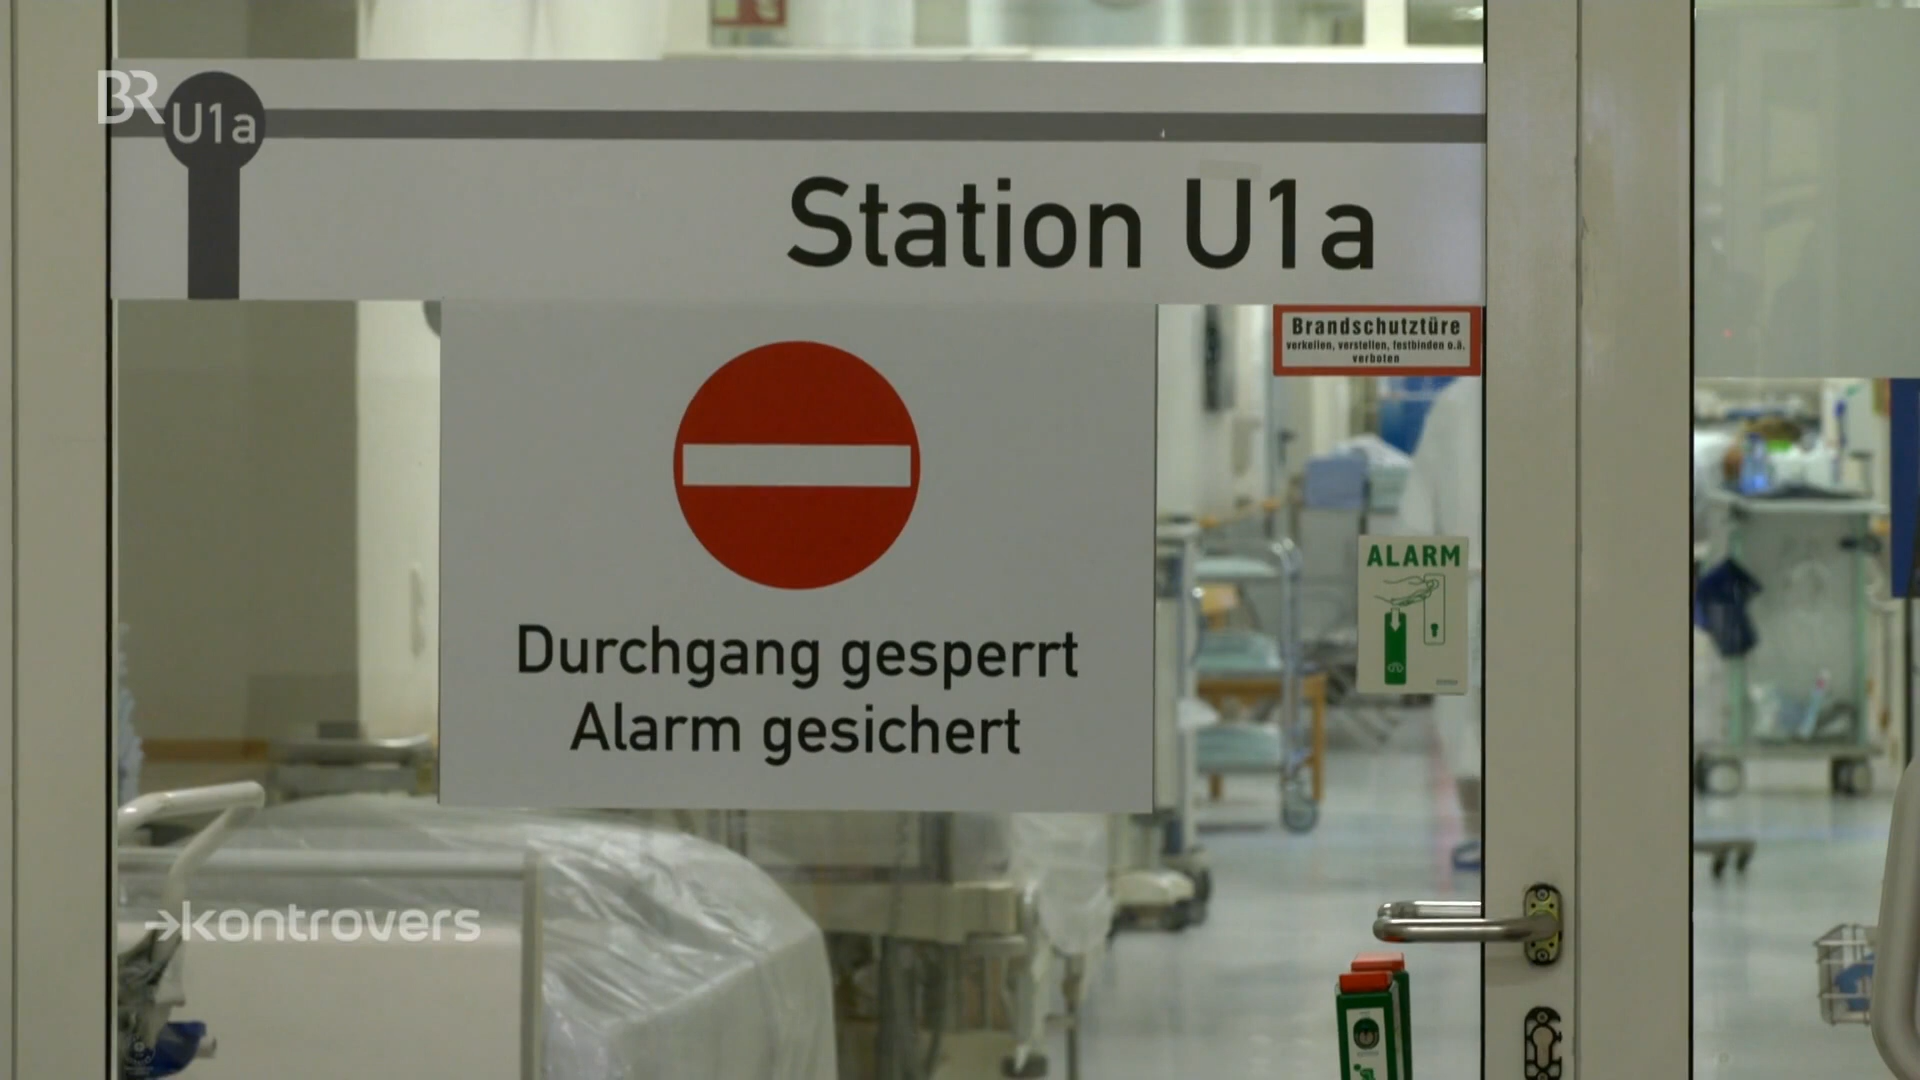 BR
U1a
Station U1a
Brandschutztüre
verkeilen, verstellen, festbinden o.ä.
verboten
Durchgang gesperrt
Alarm gesichert
ALARM
kontrovers